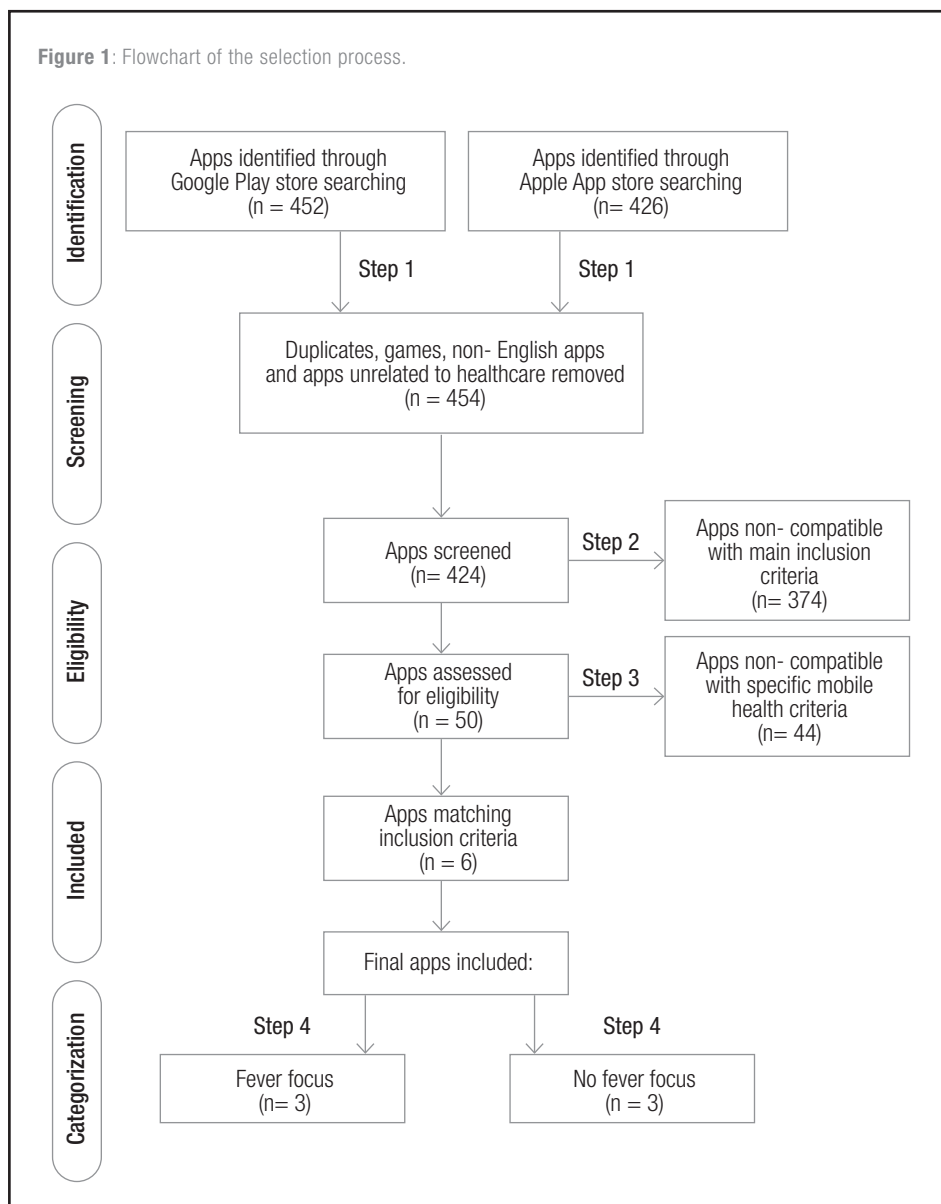 Figure 1: Flowchart of the selection process.
Identification
Apps identified through
Google Play store searching
(n = 452)
Apps identified through
Apple App store searching
(n= 426)
Step 1
Step 1
Screening
Duplicates, games, non- English apps
and apps unrelated to healthcare removed
(n = 454)
Eligibility
Apps screened
(n= 424)
Step 2
Apps non- compatible
with main inclusion
criteria
(n= 374)
Apps assessed
for eligibility
(n = 50)
Step 3
Apps non- compatible
with specific mobile
health criteria
(n= 44)
Included
Apps matching
inclusion criteria
(n = 6)
Final apps included:
Categorization
Step 4
Step 4
Fever focus
(n= 3)
No fever focus
(n = 3)